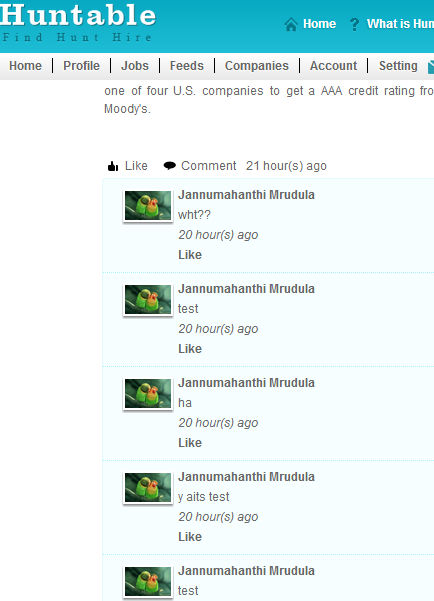 Huntable
Find Hunt Hire
Home ? What is Hun
Home Profile Jobs Feeds Companies Account Setting
one of four U.S. companies to get a AAA credit rating fro
Moody's.
Like Comment 21 hour(s) ago
Jannumahanthi Mrudula
wht??
20 hour(s) ago
Like
Jannumahanthi Mrudula
test
20 hour(s) ago
Like
Jannumahanthi Mrudula
ha
20 hour(s) ago
Like
Jannumahanthi Mrudula
y aits test
20 hour(s) ago
Like
Jannumahanthi Mrudula
test